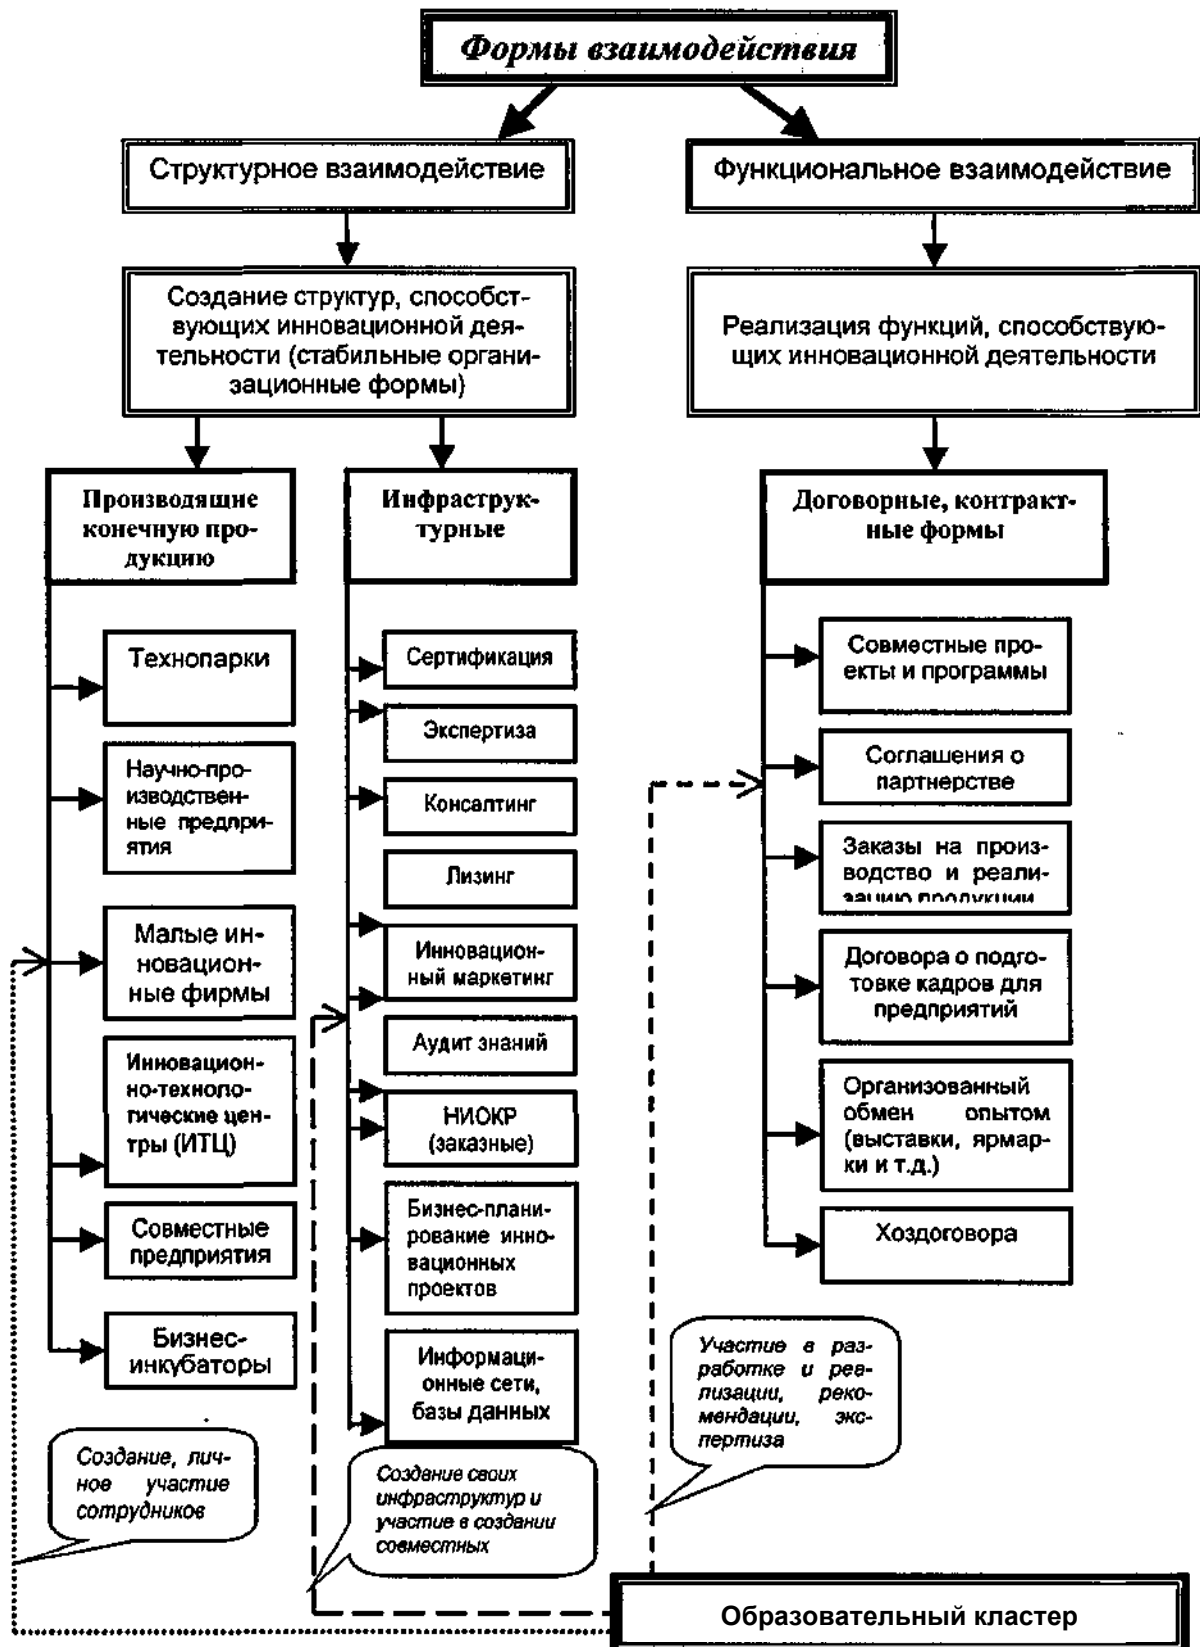 Формы взаимодействия
Структурное взаимодействие
Функциональное взаимодействие
Создание структур, способст-
вующих инновационной дея-
тельности (стабильные органи-
зационные формы)
Реализация функций, способствую-
щих инновационной деятельности
Производящие
конечную про-
дукцию
Инфраструк-
турные
Договорные, контракт-
ные формы
Технопарки
Научно-про-
изводствен-
ные предпри-
ятия
Малые ин-
новацион-
ные фирмы
Инновацион-
но-техноло-
гические цен-
тры (ИТЦ)
Совместные
предприятия
Бизнес-
инкубаторы
Сертификация
Экспертиза
Консалтинг
Лизинг
Инновацион-
ный маркетинг
Аудит знаний
НИОКР
(заказные)
Бизнес-плани-
рование инно-
вационных
проектов
Информаци-
онные сети,
базы данных
Совместные про-
екты и программы
Соглашения о
партнерстве
Заказы на произ-
водство и реали-
зацию продукции
Договора о подго-
товке кадров для
предприятий
Организованный
обмен опытом
(выставки, ярмар-
ки и т.д.)
Хоздоговора
Создание, лич-
ное участие
сотрудников
Создание своих
инфраструктур и
участие в создании
совместных
Участие в раз-
работке и реа-
лизации, реко-
мендации, экс-
пертиза
Образовательный кластер